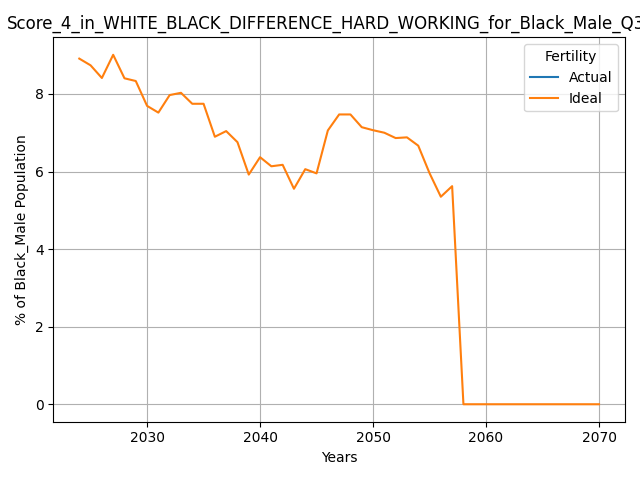 Score_4_in_WHITE_BLACK_DIFFERENCE_HARD_WORKING_for_Black_Male_Q3
Fertility
Actual
Ideal
% of Black_Male Population
8
6
4
2
0
2030 2040 2050 2060 2070
Years